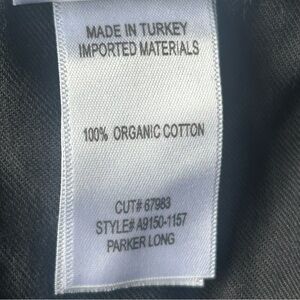 MADE IN TURKEY
IMPORTED MATERIALS
100% ORGANIC COTTON
CUT# 67983
STYLE# A9150-1157
PARKER LONG